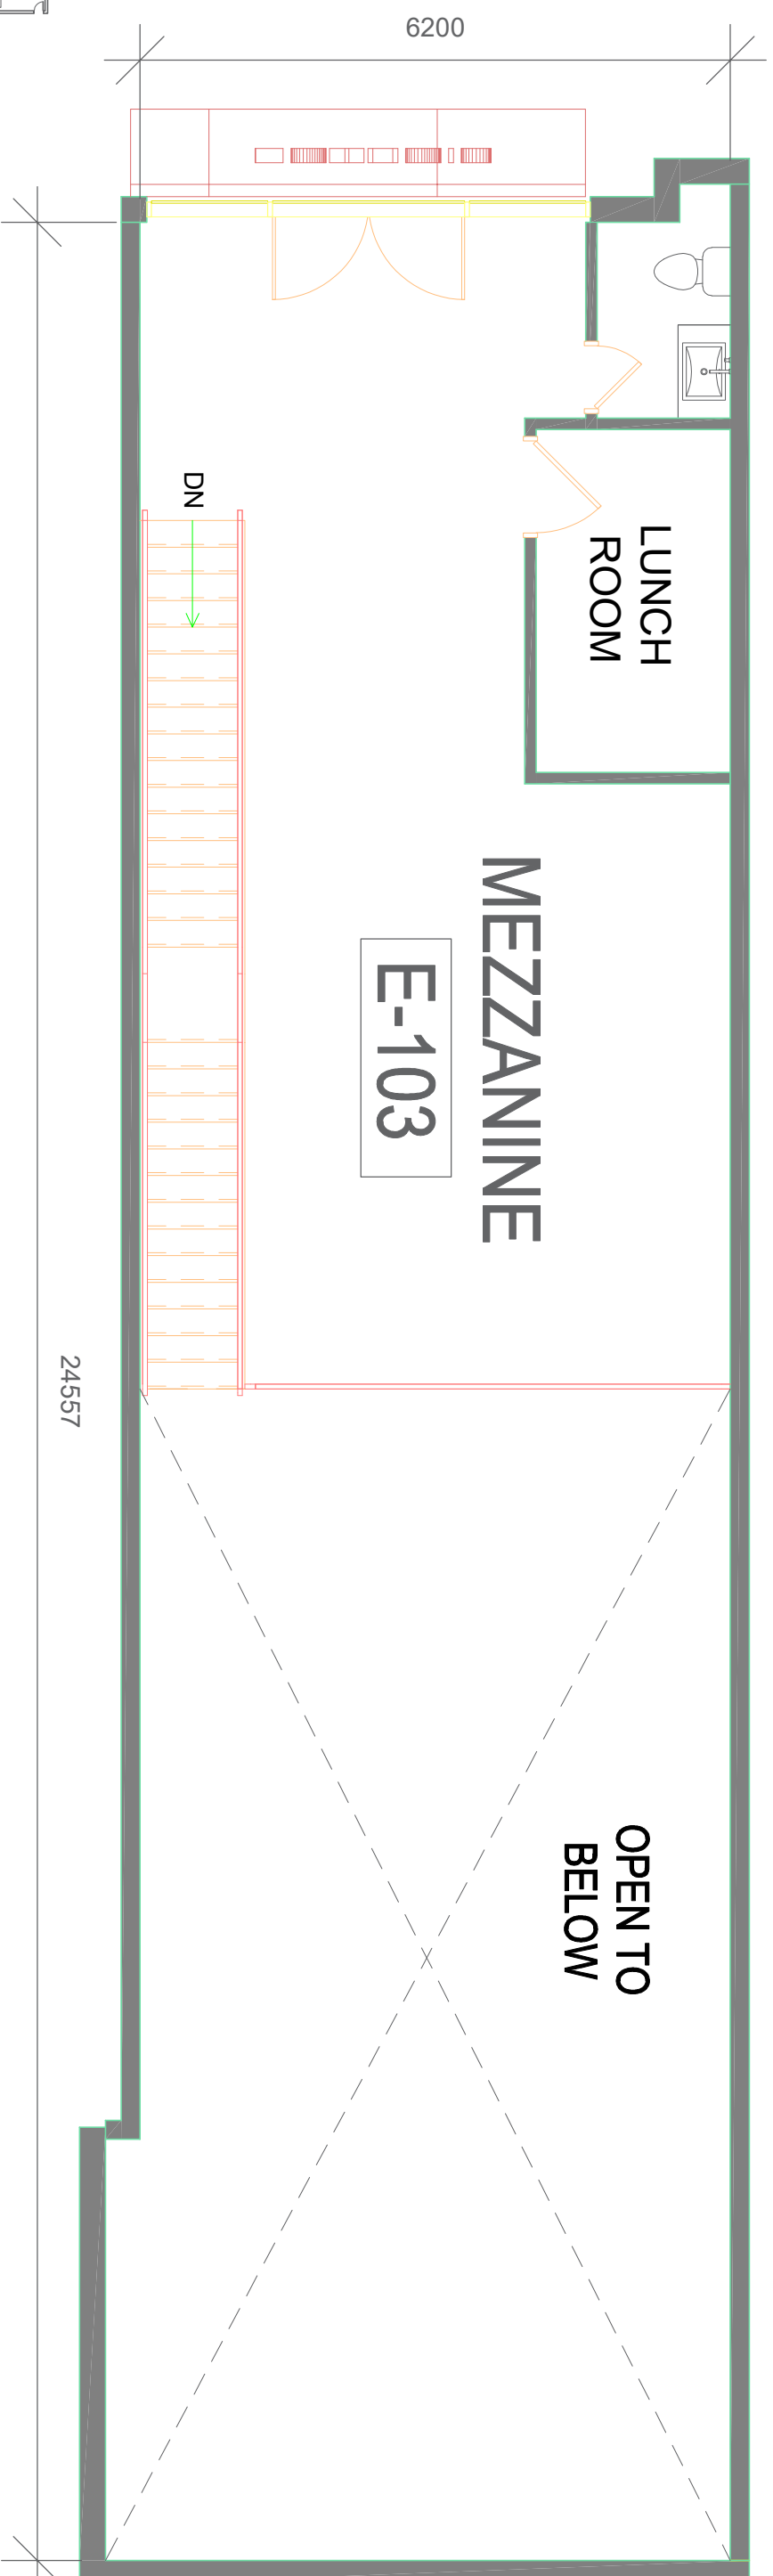 6200
DN
LUNCH
ROOM
MEZZANINE
E-103
24557
OPEN TO
BELOW